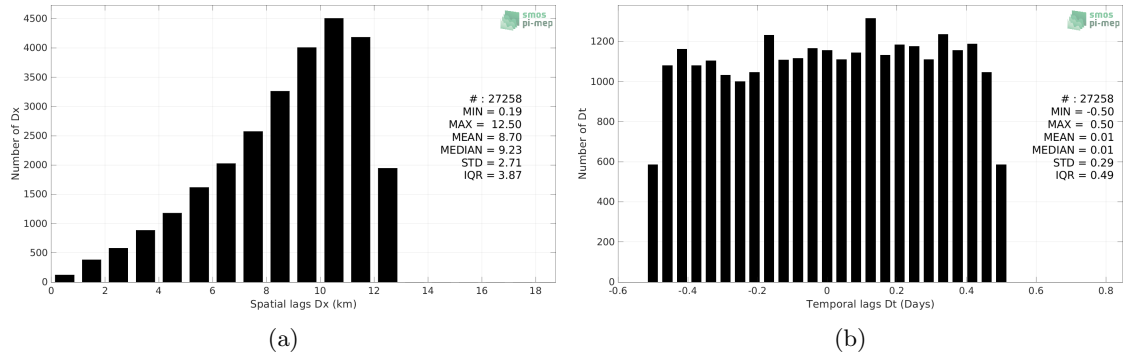 4500
4000
3500
3000
2500
2000
1500
1000
500
0
Number of Dx
0 2 4 6 8 10 12 14 16 18
Spatial lags Dx (km)
smos
pi-mep
# : 27258
MIN = 0.19
MAX = 12.50
MEAN = 8.70
MEDIAN = 9.23
STD = 2.71
IQR = 3.87
(a)
1200
1000
800
600
400
200
0
Number of Dt
-0.6 -0.4 -0.2 0 0.2 0.4 0.6 0.8
Temporal lags Dt (Days)
smos
pi-mep
# : 27258
MIN = -0.50
MAX = 0.50
MEAN = 0.01
MEDIAN = 0.01
STD = 0.29
IQR = 0.49
(b)